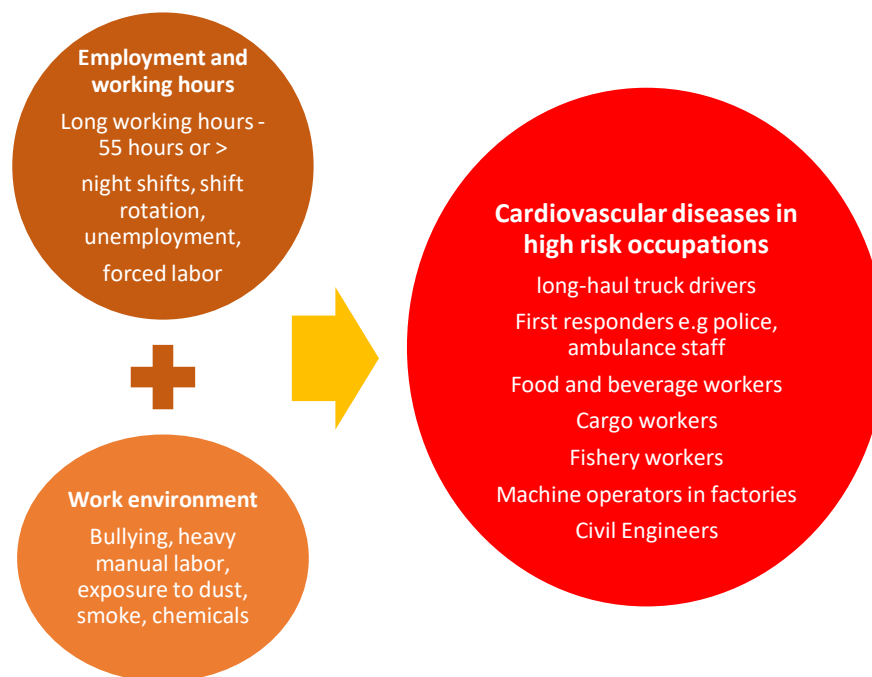 Employment and
working hours
Long working hours -
55 hours or >
night shifts, shift
rotation,
unemployment,
forced labor
Work environment
Bullying, heavy
manual labor,
exposure to dust,
smoke, chemicals
Cardiovascular diseases in
high risk occupations
long-haul truck drivers
First responders e.g police,
ambulance staff
Food and beverage workers
Cargo workers
Fishery workers
Machine operators in factories
Civil Engineers